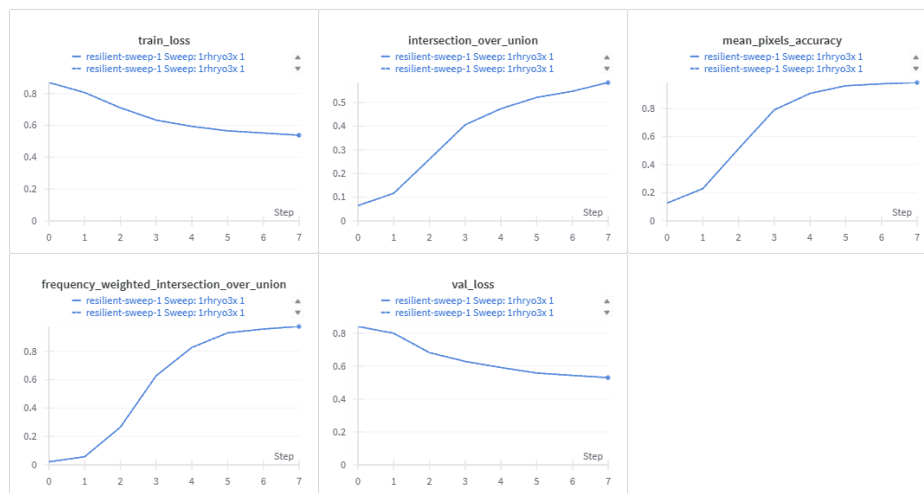 train_loss
resilient-sweep-1 Sweep: 1rhryo3x 1
resilient-sweep-1 Sweep: 1rhryo3x 1
0.8
0.6
0.4
0.2
0
Step
0 1 2 3 4 5 6 7
intersection_over_union
resilient-sweep-1 Sweep: 1rhryo3x 1
resilient-sweep-1 Sweep: 1rhryo3x 1
0.5
0.4
0.3
0.2
0.1
0
Step
0 1 2 3 4 5 6 7
mean_pixels_accuracy
resilient-sweep-1 Sweep: 1rhryo3x 1
resilient-sweep-1 Sweep: 1rhryo3x 1
0.8
0.6
0.4
0.2
0
Step
0 1 2 3 4 5 6 7
frequency_weighted_intersection_over_union
resilient-sweep-1 Sweep: 1rhryo3x 1
resilient-sweep-1 Sweep: 1rhryo3x 1
0.8
0.6
0.4
0.2
0
Step
0 1 2 3 4 5 6 7
val_loss
resilient-sweep-1 Sweep: 1rhryo3x 1
resilient-sweep-1 Sweep: 1rhryo3x 1
0.8
0.6
0.4
0.2
0
Step
0 1 2 3 4 5 6 7